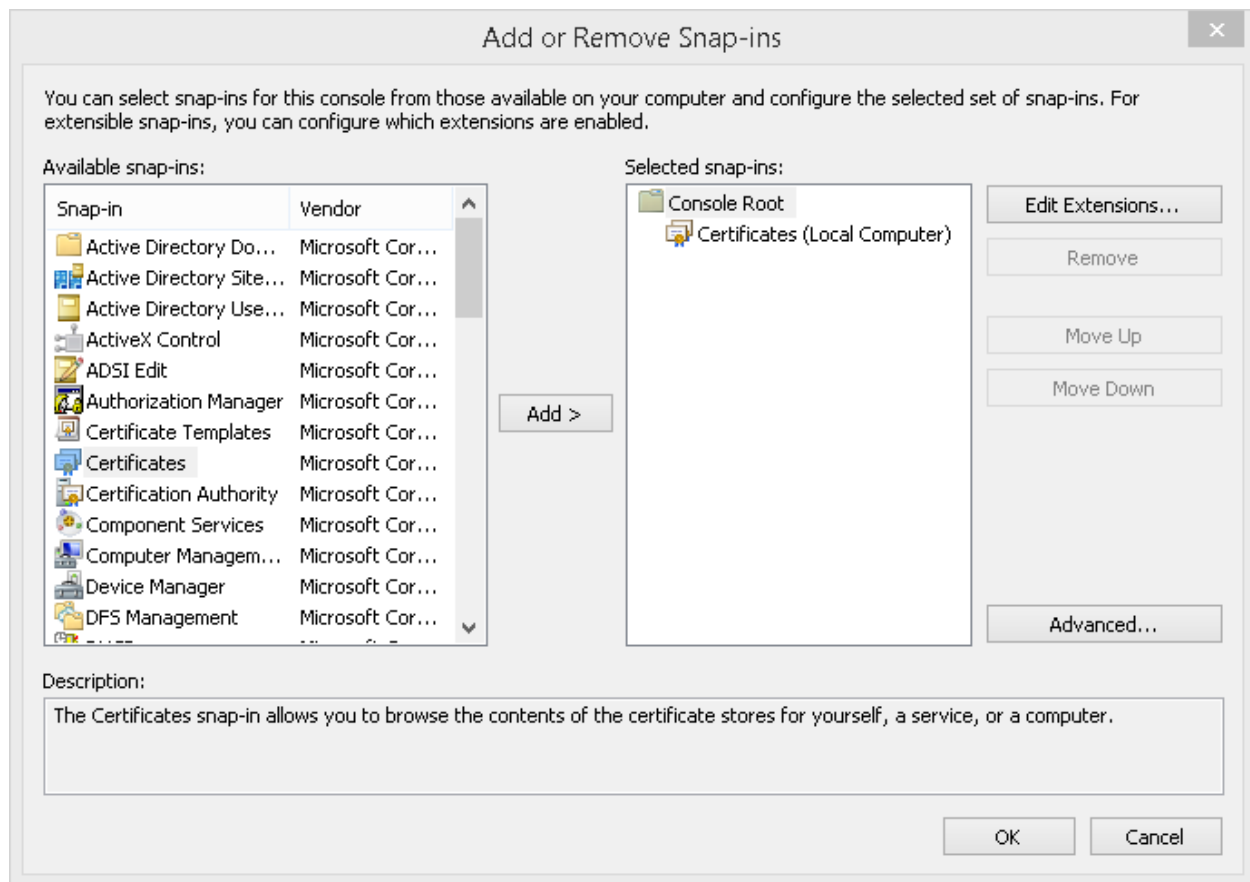 Add or Remove Snap-ins
You can select snap-ins for this console from those available on your computer and configure the selected set of snap-ins. For
extensible snap-ins, you can configure which extensions are enabled.
Available snap-ins:
Snap-in Vendor
Active Directory Do... Microsoft Cor...
Active Directory Site... Microsoft Cor...
Active Directory Use... Microsoft Cor...
ActiveX Control Microsoft Cor...
ADSI Edit Microsoft Cor...
Authorization Manager Microsoft Cor...
Certificate Templates Microsoft Cor...
Certificates Microsoft Cor...
Certification Authority Microsoft Cor...
Component Services Microsoft Cor...
Computer Managem... Microsoft Cor...
Device Manager Microsoft Cor...
DFS Management Microsoft Cor...
Add >
Selected snap-ins:
Console Root
Certificates (Local Computer)
Edit Extensions...
Remove
Move Up
Move Down
Advanced...
Description:
The Certificates snap-in allows you to browse the contents of the certificate stores for yourself, a service, or a computer.
OK Cancel